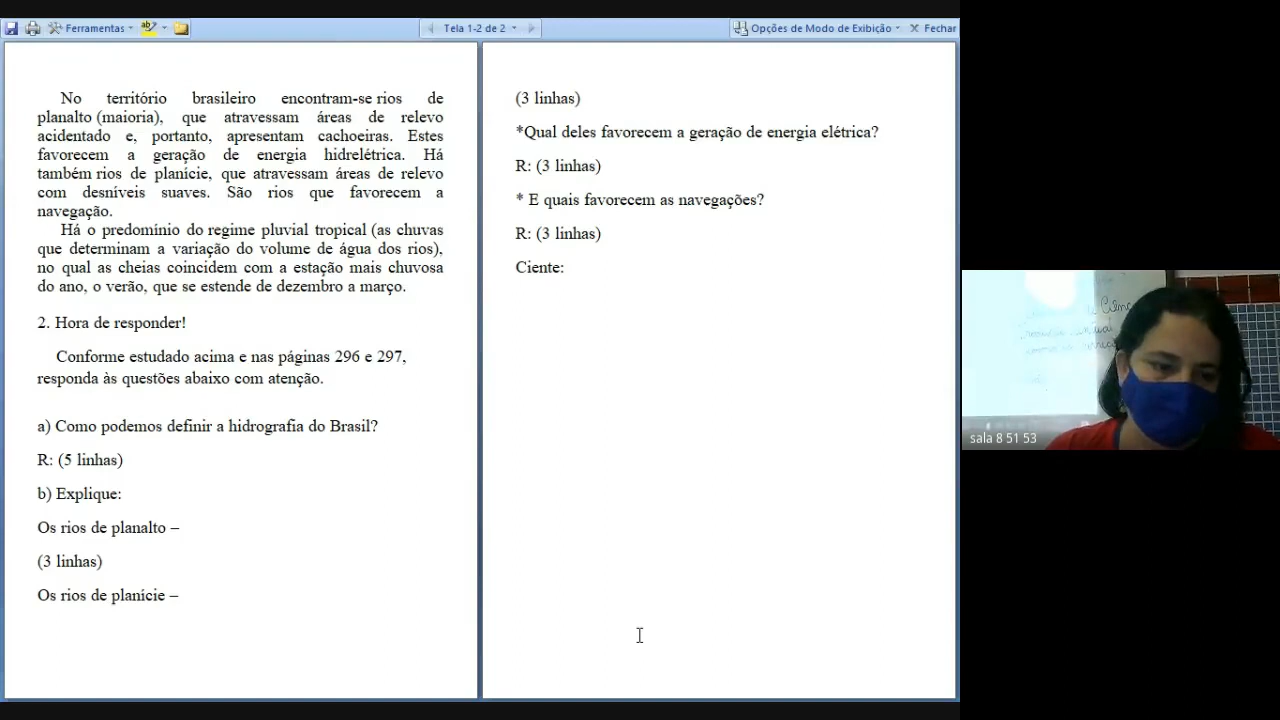 Ferramentas
Tela 1-2 de 2
Opções de Modo de Exibição
Fechar
No território brasileiro encontram-se rios de
planalto (maioria), que atravessam áreas de relevo
acidentado e, portanto, apresentam cachoeiras. Estes
favorecem a geração de energia hidrelétrica. Há
também rios de planície, que atravessam áreas de relevo
com desníveis suaves. São rios que favorecem a
navegação.
Há o predomínio do regime pluvial tropical (as chuvas
que determinam a variação do volume de água dos rios),
no qual as cheias coincidem com a estação mais chuvosa
do ano, o verão, que se estende de dezembro a março.
2. Hora de responder!
Conforme estudado acima e nas páginas 296 e 297,
responda às questões abaixo com atenção.
a) Como podemos definir a hidrografia do Brasil?
R: (5 linhas)
b) Explique:
Os rios de planalto –
(3 linhas)
Os rios de planície –
(3 linhas)
*Qual deles favorecem a geração de energia elétrica?
R: (3 linhas)
* E quais favorecem as navegações?
R: (3 linhas)
Ciente:
sala 8 51 53